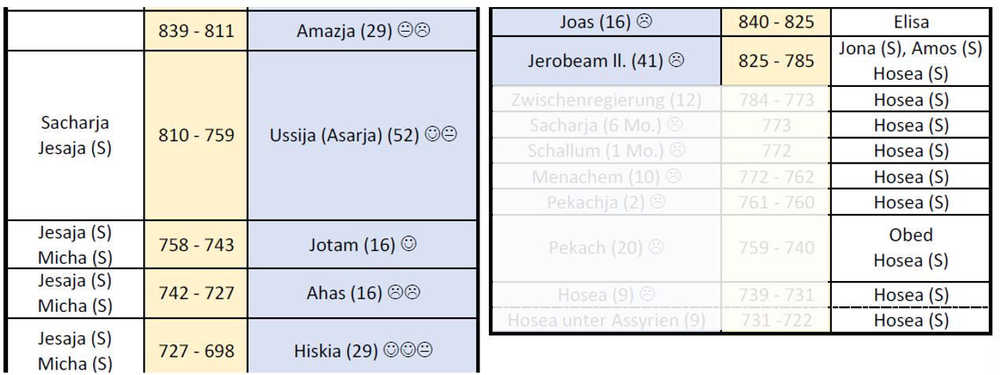 839 - 811 Amazja (29) 😐☹
Sacharja
Jesaja (S)
810 - 759 Ussija (Asarja) (52) ☺😐
Jesaja (S)
Micha (S)
758 - 743 Jotam (16) ☺
Jesaja (S)
Micha (S)
742 - 727 Ahas (16) ☹☹
Jesaja (S)
Micha (S)
727 - 698 Hiskia (29) ☺☺😐
Joas (16) ☹ 840 - 825 Elisa
Jerobeam ll. (41) ☹ 825 - 785
Jona (S), Amos (S)
Hosea (S)
Zwischenregierung (12) 784 - 773 Hosea (S)
Sacharja (6 Mo.) ☹ 773 Hosea (S)
Schallum (1 Mo.) ☹ 772 Hosea (S)
Menachem (10) ☹ 772 - 762 Hosea (S)
Pekachja (2) ☹ 761 - 760 Hosea (S)
Pekach (20) ☹ 759 - 740
Obed
Hosea (S)
Hosea (9) ☹ 739 - 731 Hosea (S)
Hosea unter Assyrien (9) 731 -722 Hosea (S)